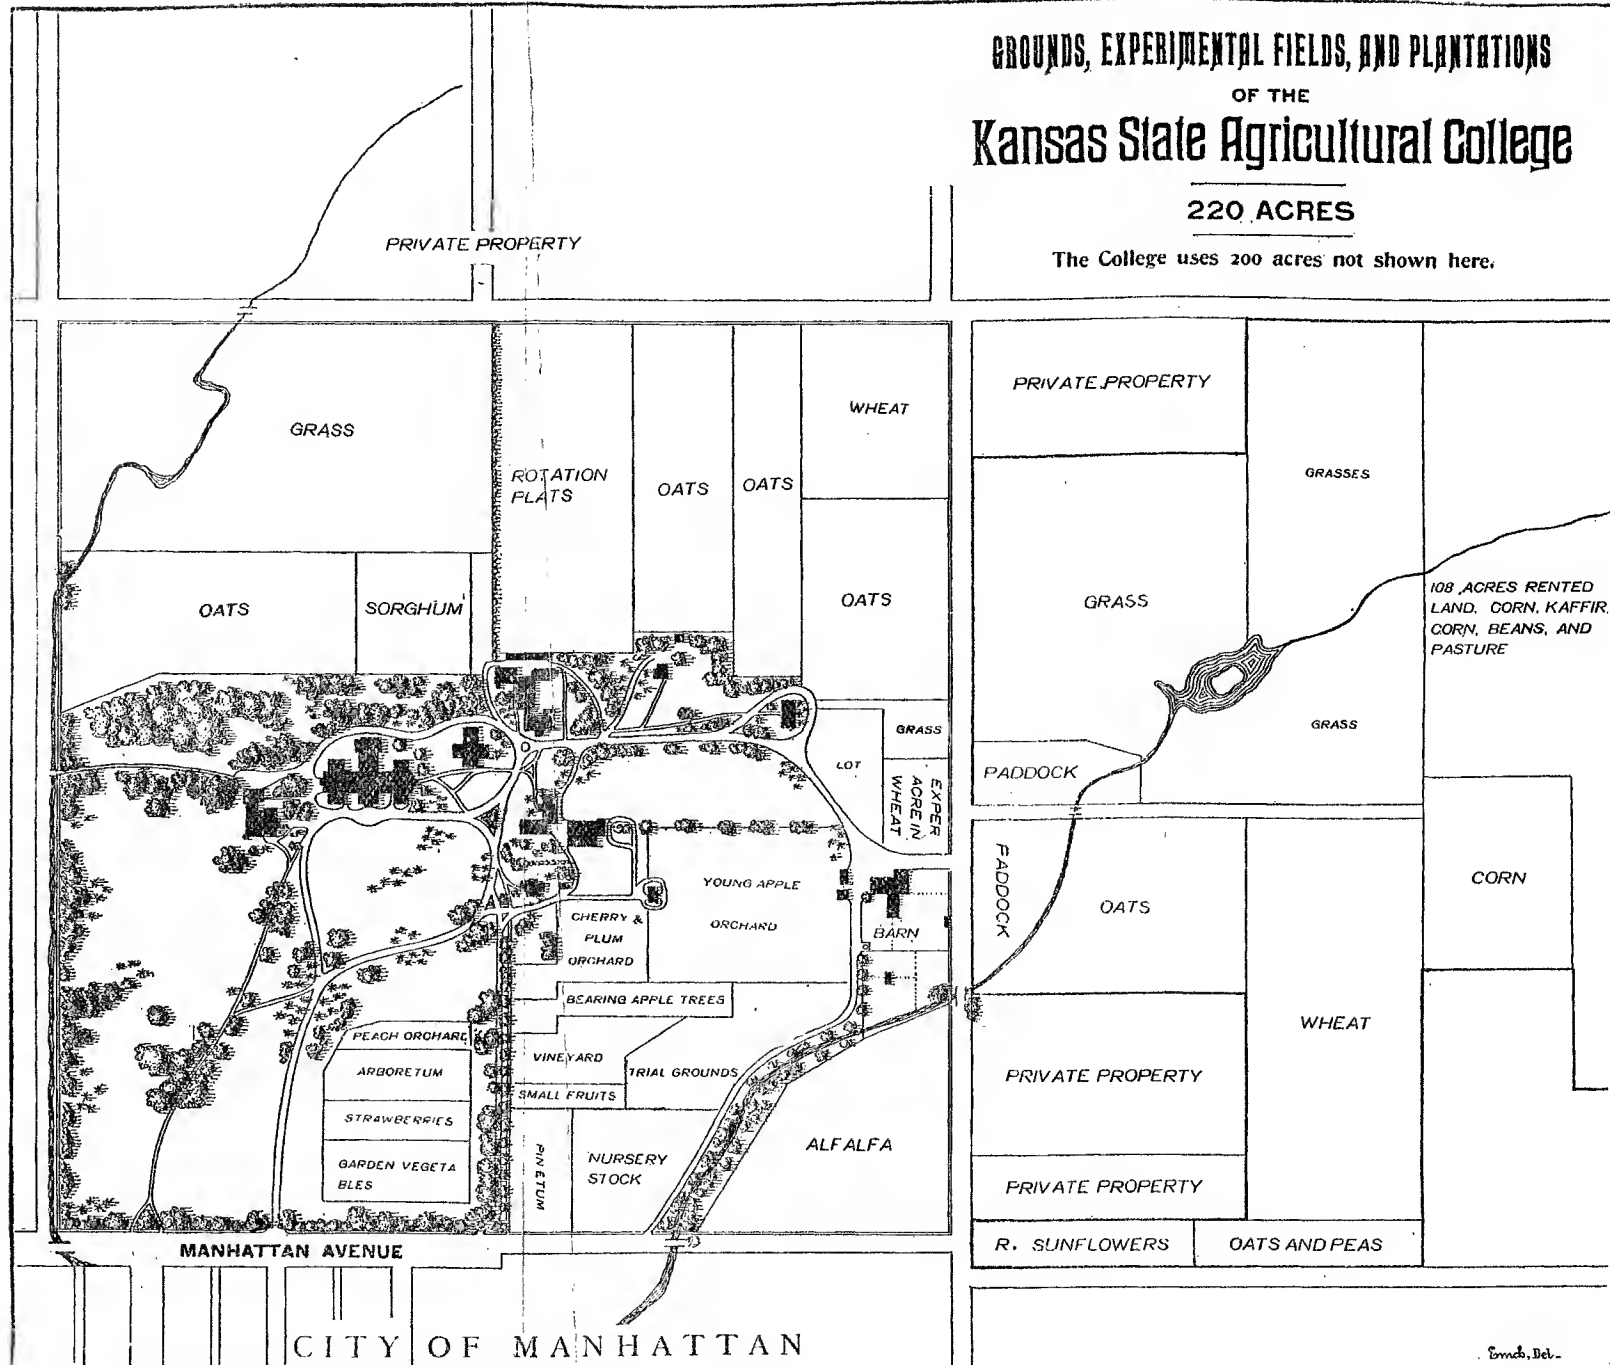 GROUNDS, EXPERIMENTAL FIELDS, AND PLANTATIONS
OF THE
Kansas State Agricultural College
220 ACRES
The College uses 200 acres not shown here.
PRIVATE PROPERTY
GRASS
ROTATION
PLATS
OATS
OATS
WHEAT
OATS
OATS
SORGHUM
PRIVATE PROPERTY
GRASSES
GRASS
108 ACRES RENTED
LAND. CORN, KAFFIR
CORN, BEANS, AND
PASTURE
GRASS
GRASS
LOT
EXPER
ACRE IN
WHEAT
PADDOCK
PADDOCK
OATS
CORN
YOUNG APPLE
ORCHARD
CHERRY &
PLUM
ORCHARD
BARN
BEARING APPLE TREES
PEACH ORCHARD
VINEYARD
TRIAL GROUNDS
ARBORETUM
SMALL FRUITS
STRAWBERRIES
GARDEN VEGETA
BLES
PINETUM
NURSERY
STOCK
ALFALFA
WHEAT
PRIVATE PROPERTY
PRIVATE PROPERTY
R. SUNFLOWERS
OATS AND PEAS
MANHATTAN AVENUE
CITY OF MANHATTAN
Del.